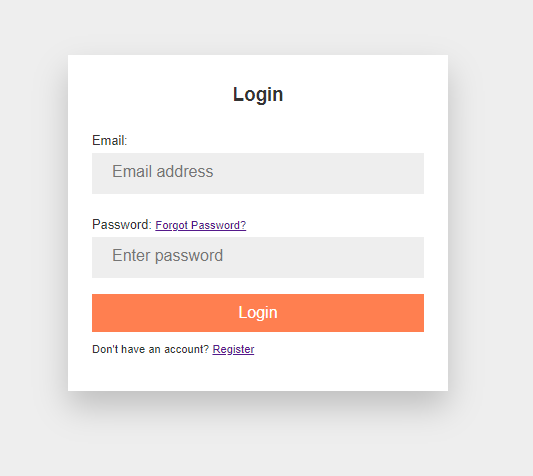 Login
Email:
Email address
Password: Forgot Password?
Enter password
Login
Don't have an account? Register